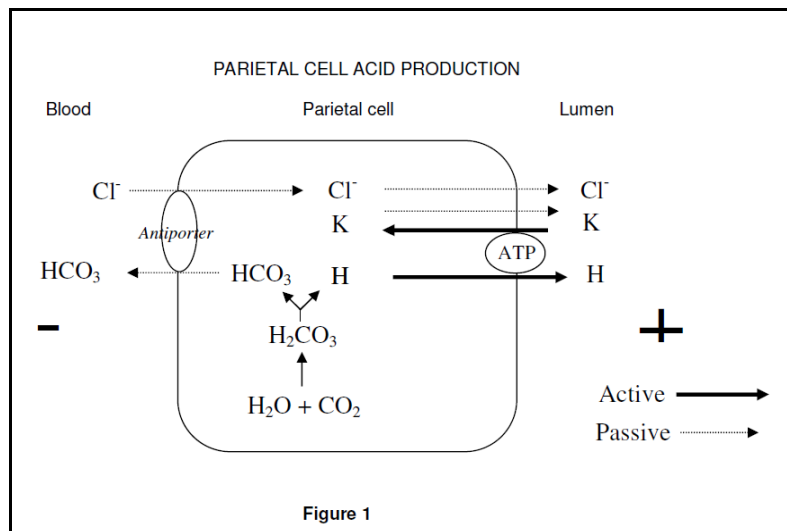 PARIETAL CELL ACID PRODUCTION
Blood Parietal cell Lumen
Cl⁻ Cl⁻ Cl⁻
K K
Antiporter
ATP
HCO₃ HCO₃ H H
- +
H₂CO₃
H₂O + CO₂
Active
Passive
Figure 1